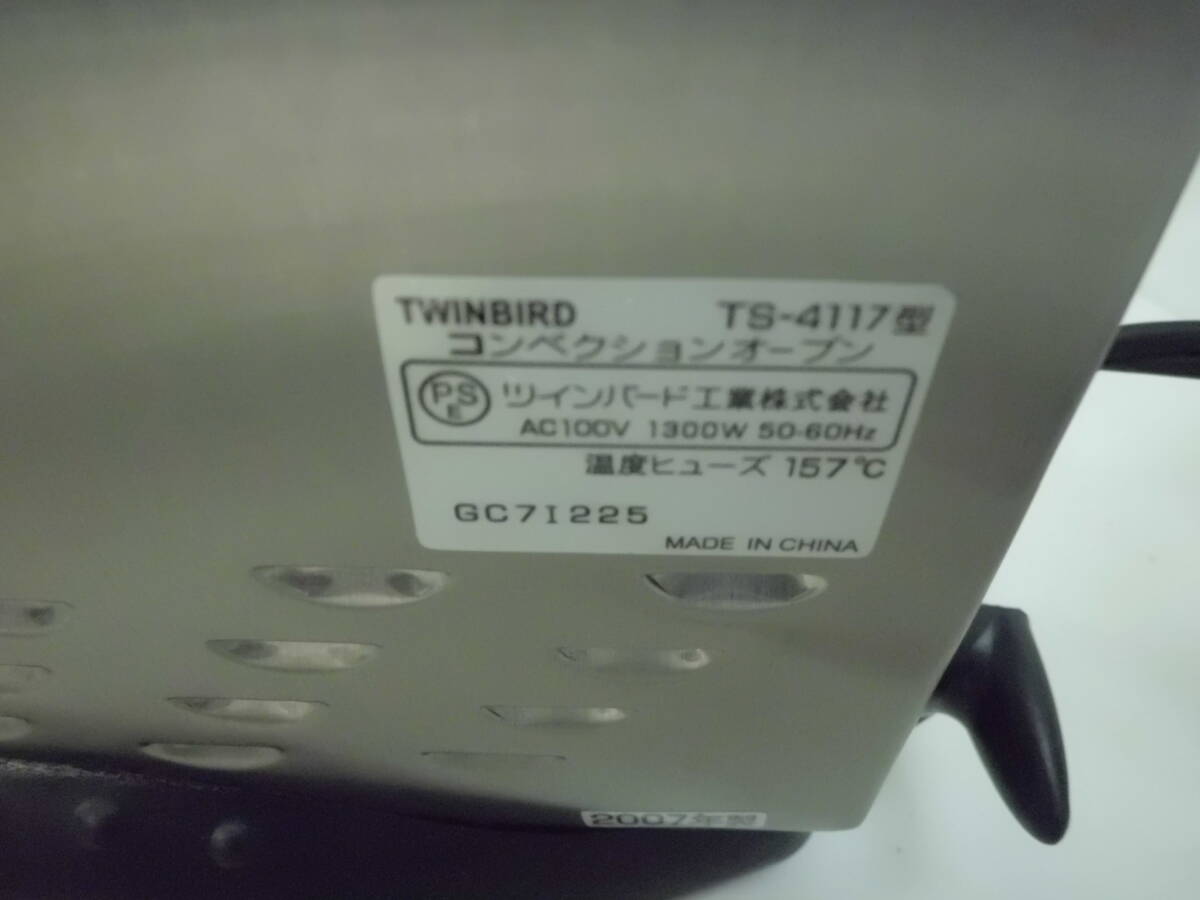 TWINBIRD TS-4117型
コンベクションオーブン
PSE ツインバード工業株式会社
AC100V 1300W 50-60Hz
温度ヒューズ 157℃
GC7I225
MADE IN CHINA
2007年製